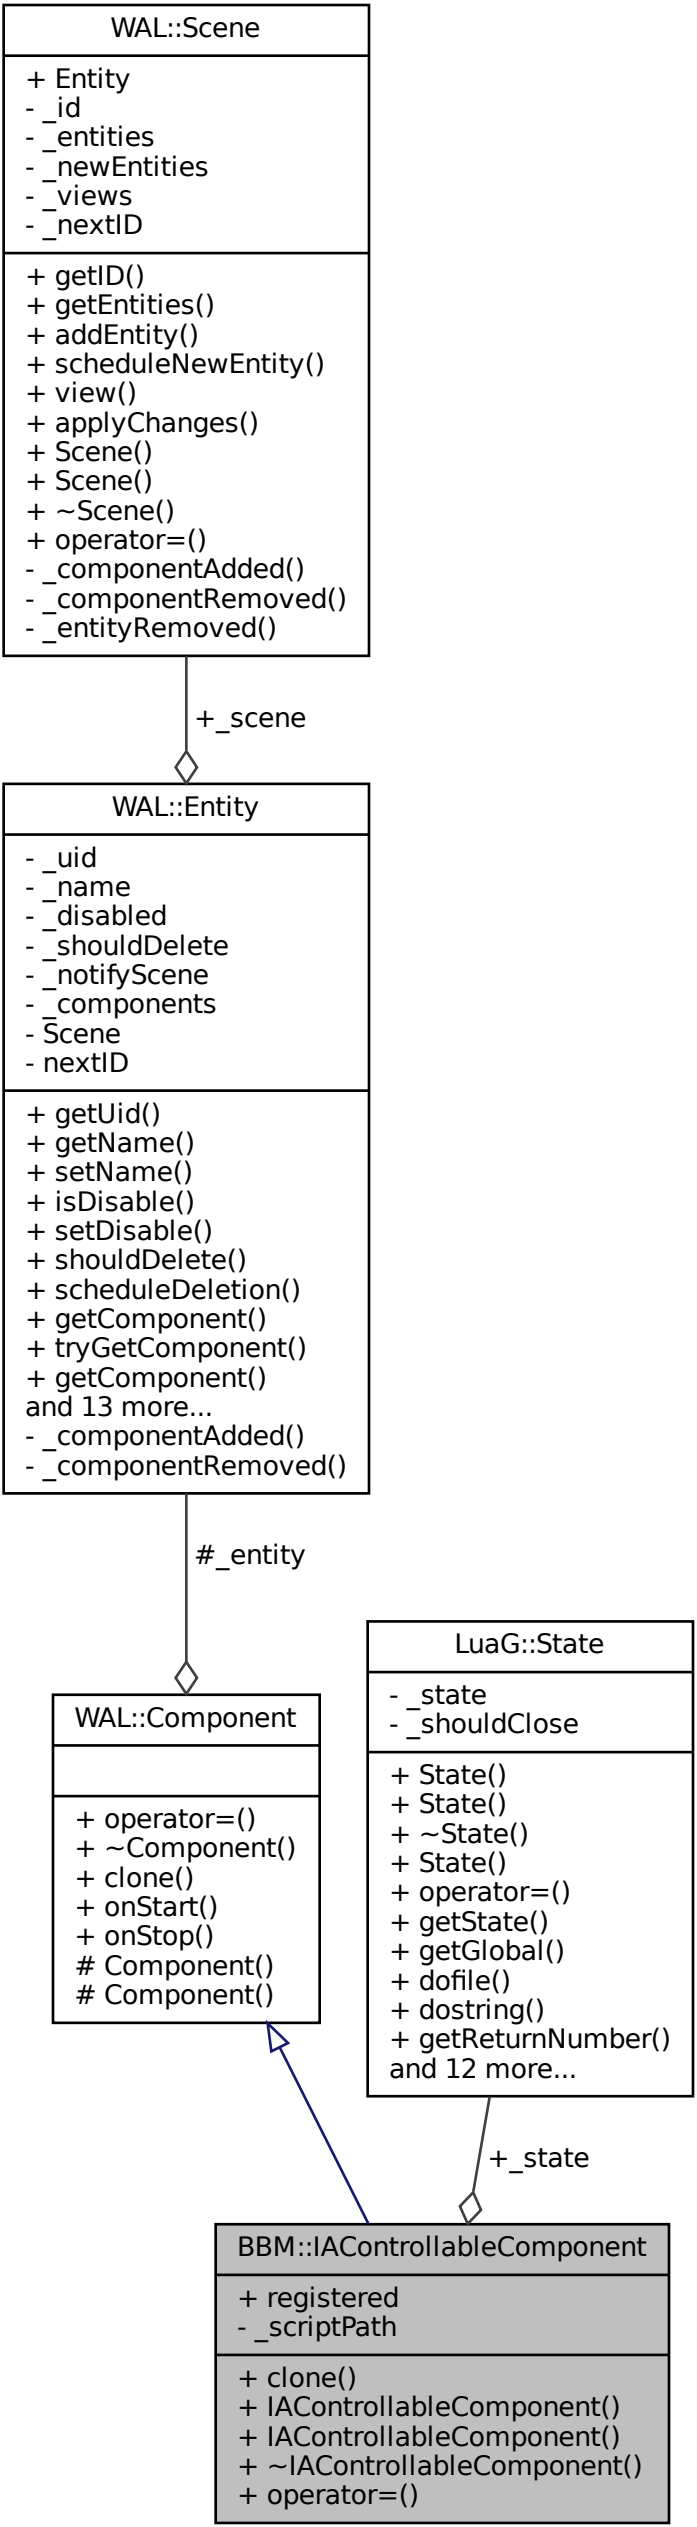 WAL::Scene
+ Entity
- _id
- _entities
- _newEntities
- _views
- _nextID
+ getID()
+ getEntities()
+ addEntity()
+ scheduleNewEntity()
+ view()
+ applyChanges()
+ Scene()
+ Scene()
+ ~Scene()
+ operator=()
- _componentAdded()
- _componentRemoved()
- _entityRemoved()
+_scene
WAL::Entity
- _uid
- _name
- _disabled
- _shouldDelete
- _notifyScene
- _components
- Scene
- nextID
+ getUid()
+ getName()
+ setName()
+ isDisable()
+ setDisable()
+ shouldDelete()
+ scheduleDeletion()
+ getComponent()
+ tryGetComponent()
+ getComponent()
and 13 more...
- _componentAdded()
- _componentRemoved()
#_entity
WAL::Component
+ operator=()
+ ~Component()
+ clone()
+ onStart()
+ onStop()
# Component()
# Component()
LuaG::State
- _state
- _shouldClose
+ State()
+ State()
+ ~State()
+ State()
+ operator=()
+ getState()
+ getGlobal()
+ dofile()
+ dostring()
+ getReturnNumber()
and 12 more...
+_state
BBM::IAControllableComponent
+ registered
- _scriptPath
+ clone()
+ IAControllableComponent()
+ IAControllableComponent()
+ ~IAControllableComponent()
+ operator=()